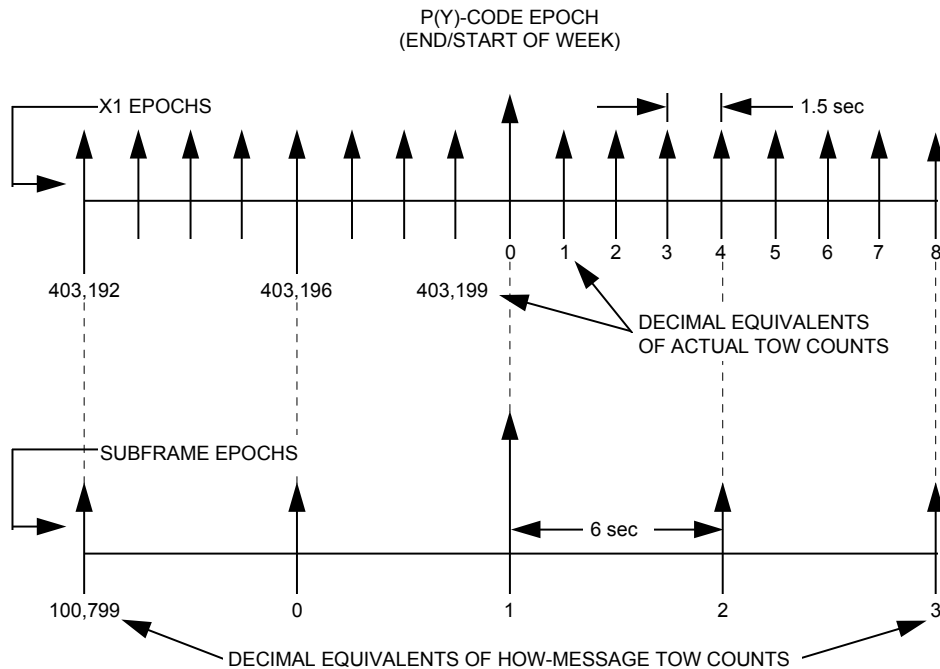 P(Y)-CODE EPOCH
(END/START OF WEEK)
X1 EPOCHS
1.5 sec
0 1 2 3 4 5 6 7 8
403,192 403,196 403,199
DECIMAL EQUIVALENTS
OF ACTUAL TOW COUNTS
SUBFRAME EPOCHS
6 sec
100,799 0 1 2 3
DECIMAL EQUIVALENTS OF HOW-MESSAGE TOW COUNTS